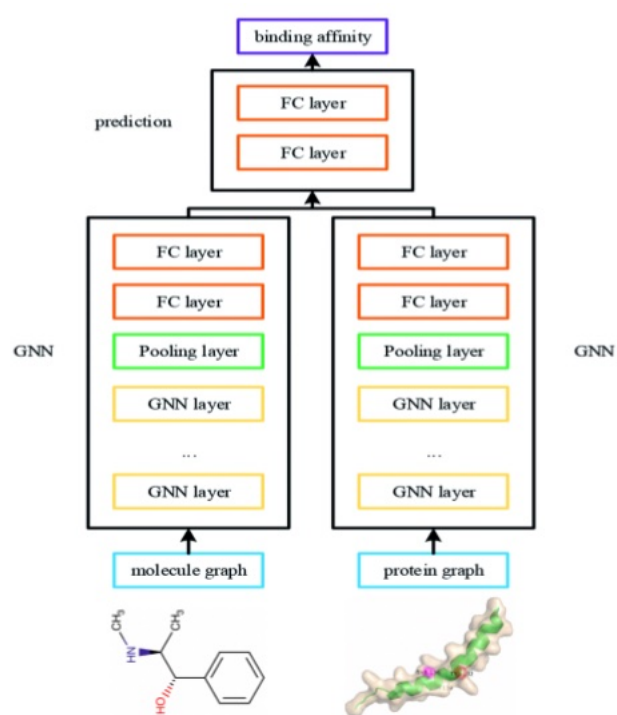 binding affinity
FC layer
prediction
FC layer
FC layer
FC layer
FC layer
FC layer
GNN
Pooling layer
Pooling layer
GNN
GNN layer
GNN layer
...
...
GNN layer
GNN layer
molecule graph
protein graph
CH₃
CH₃
HN
HO